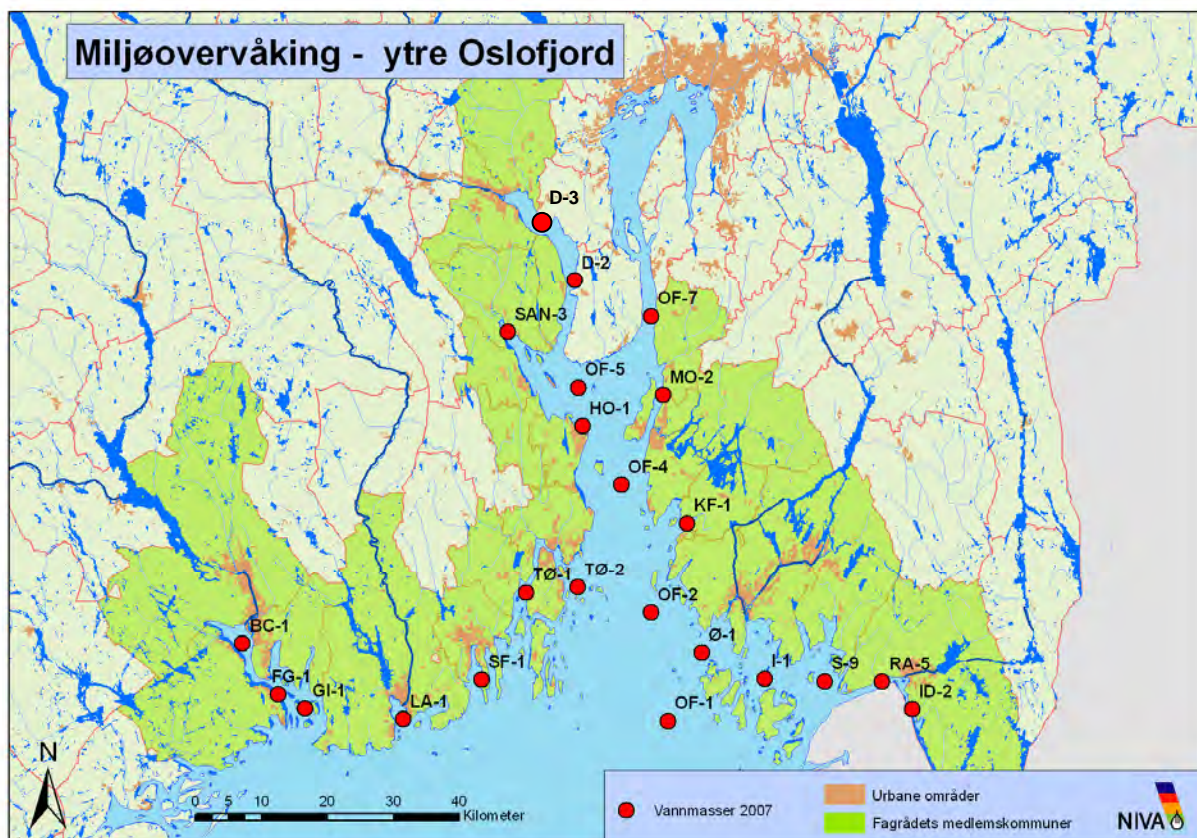 Miljøovervåking - ytre Oslofjord
D-3
D-2
OF-7
SAN-3
OF-5
MO-2
HO-1
OF-4
KF-1
TØ-1
TØ-2
OF-2
BC-1
Ø-1
I-1
S-9
RA-5
FG-1
GI-1
SF-1
ID-2
LA-1
OF-1
N
0 5 10 20 30 40
Kilometer
Vannmasser 2007
Urbane områder
Fagrådets medlemskommuner
NIVA